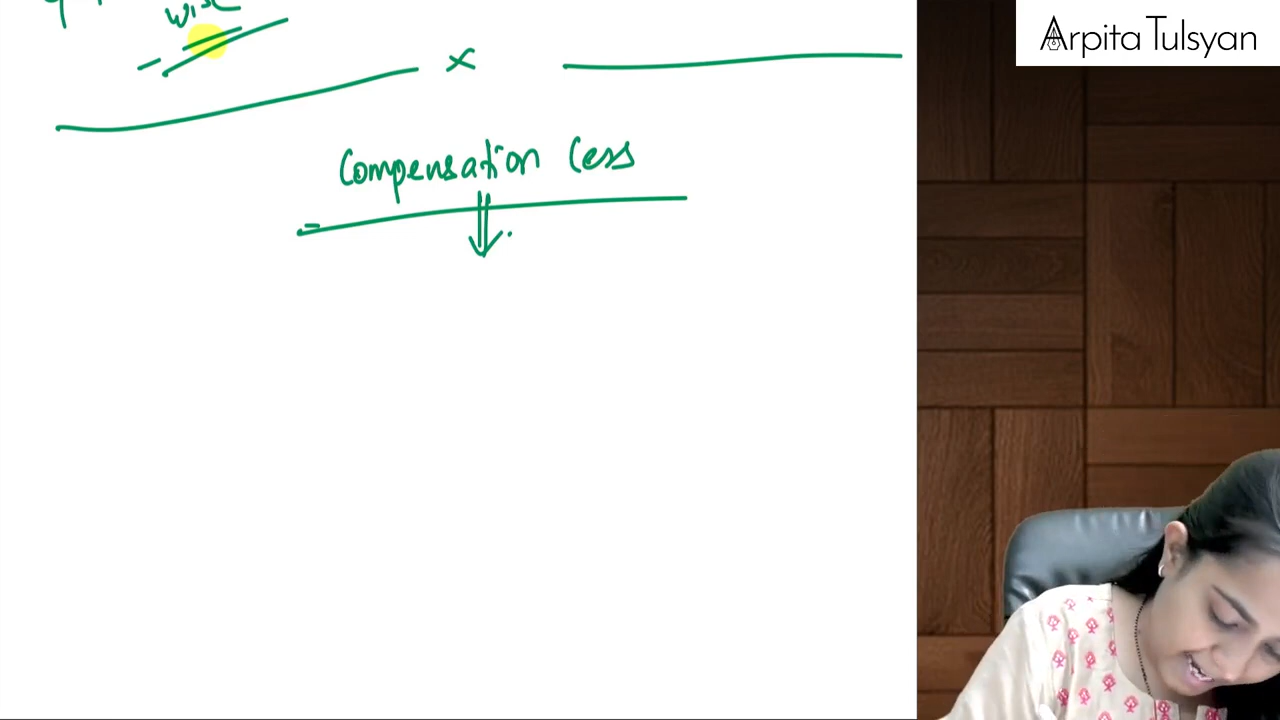 wise
Arpita Tulsyan
x
Compensation Cess
=